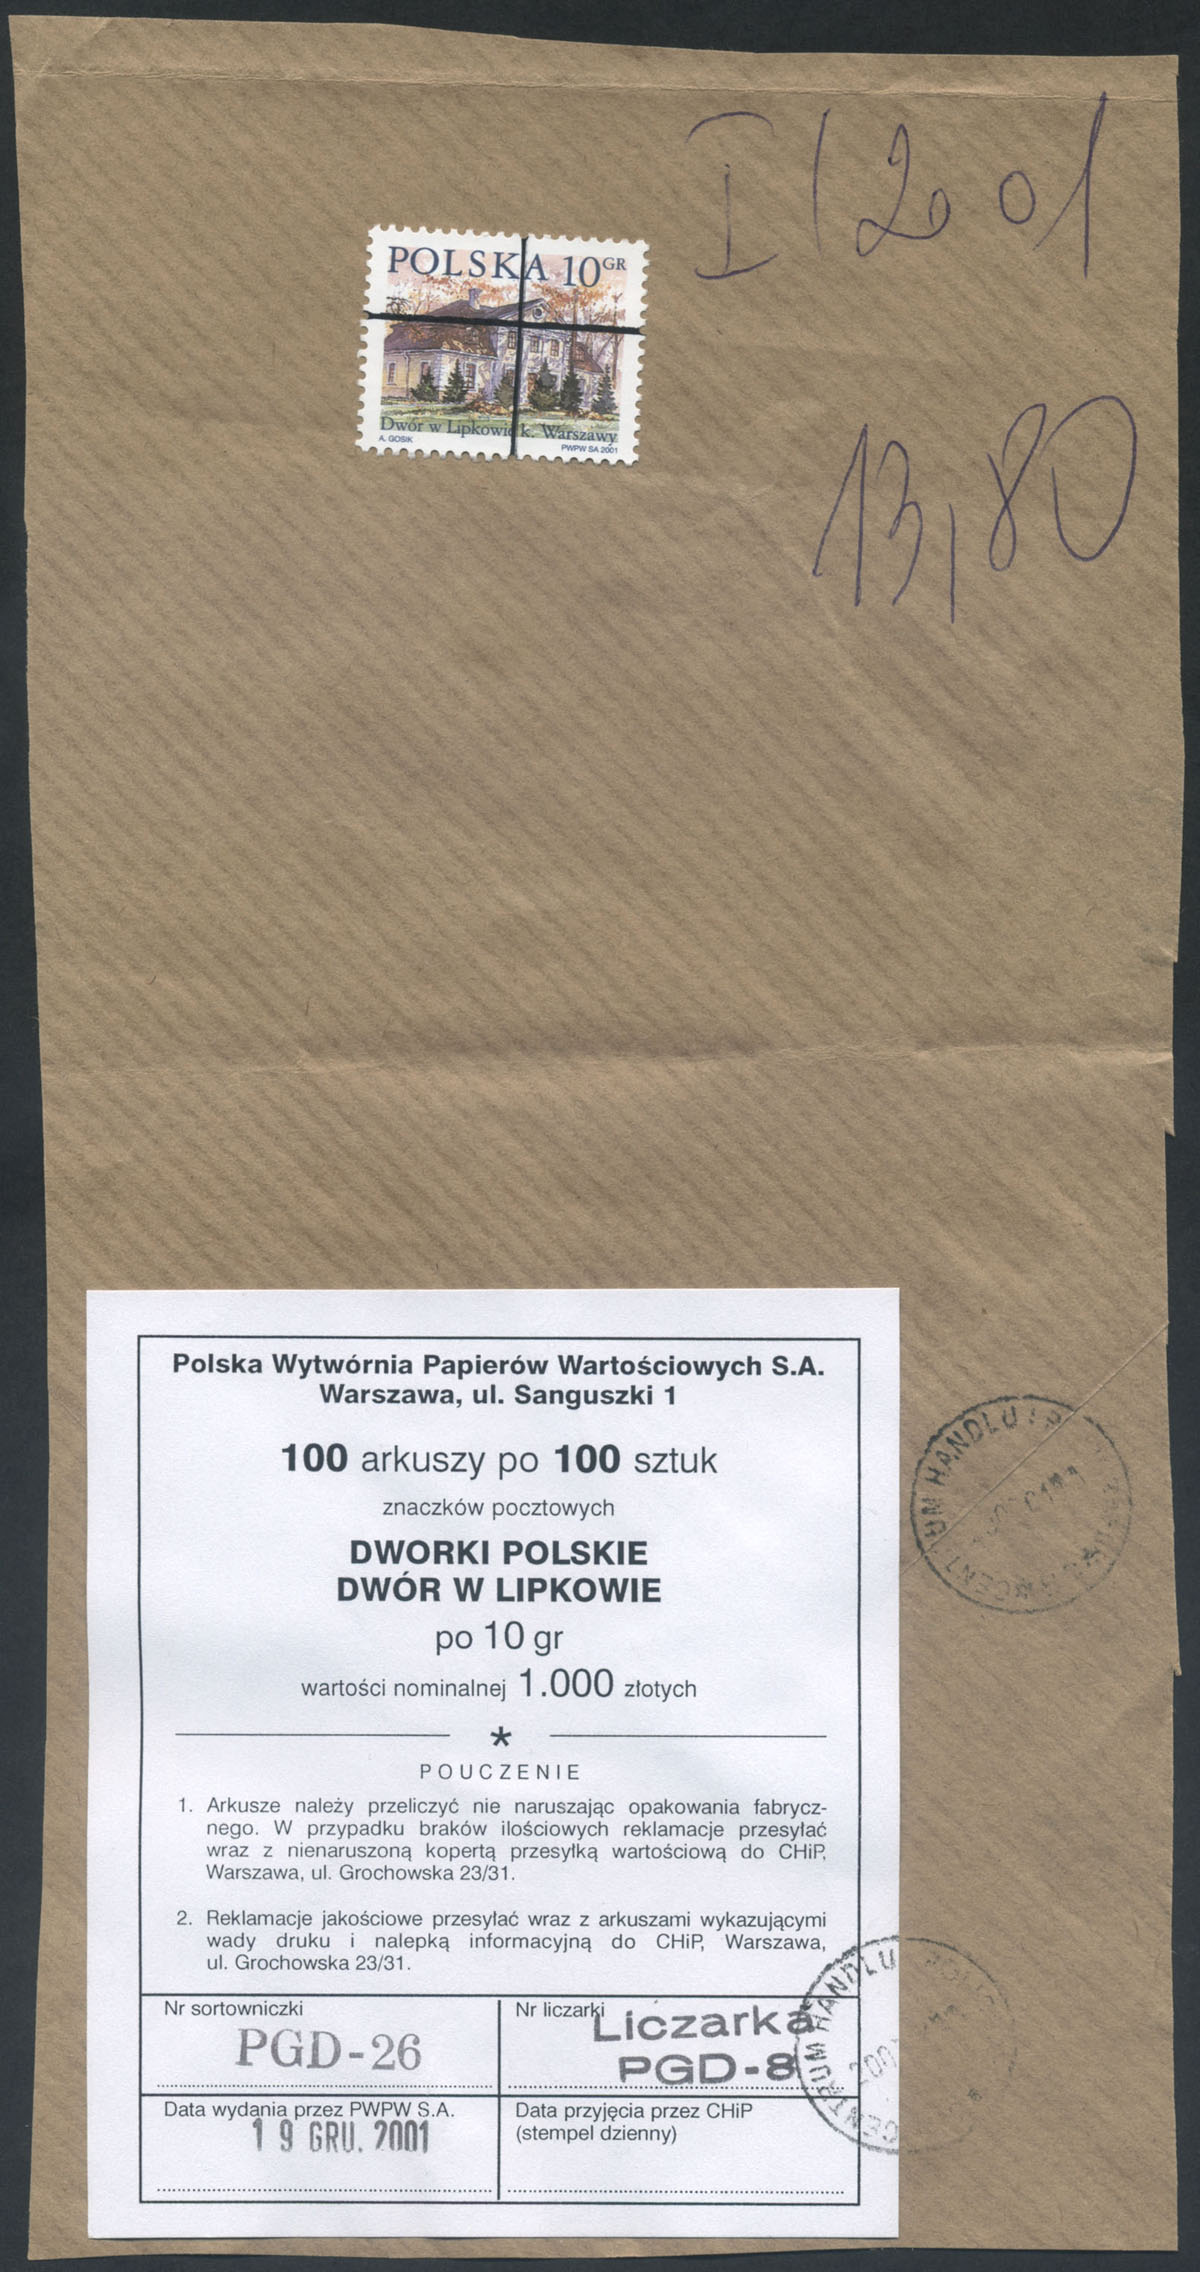 I/2001
POLSKA 10GR
Dwór w Lipkowie k. Warszawy
A. GOSIK
PWPW SA 2001
13,80
Polska Wytwórnia Papierów Wartościowych S.A.
Warszawa, ul. Sanguszki 1
100 arkuszy po 100 sztuk
znaczków pocztowych
DWORKI POLSKIE
DWÓR W LIPKOWIE
po 10 gr
wartości nominalnej 1.000 złotych
*
POUCZENIE
1. Arkusze należy przeliczyć nie naruszając opakowania fabrycz-
nego. W przypadku braków ilościowych reklamacje przesyłać
wraz z nienaruszoną kopertą przesyłką wartościową do CHiP,
Warszawa, ul. Grochowska 23/31.
2. Reklamacje jakościowe przesyłać wraz z arkuszami wykazującymi
wady druku i nalepką informacyjną do CHiP, Warszawa,
ul. Grochowska 23/31.
Nr sortowniczki
PGD-26
Nr liczarki
Liczarka
PGD-8
Data wydania przez PWPW S.A.
19 GRU. 2001
Data przyjęcia przez CHiP
(stempel dzienny)
CENTRUM HANDLU I
CENTRUM HANDLU